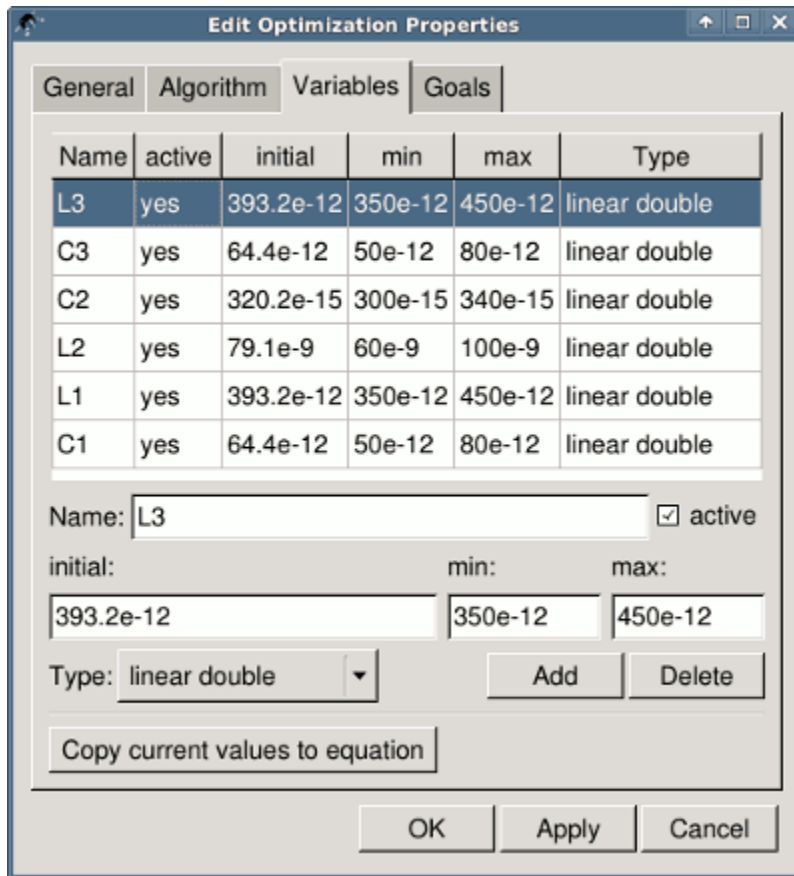 Edit Optimization Properties
General Algorithm Variables Goals
Name active initial min max Type
L3 yes 393.2e-12 350e-12 450e-12 linear double
C3 yes 64.4e-12 50e-12 80e-12 linear double
C2 yes 320.2e-15 300e-15 340e-15 linear double
L2 yes 79.1e-9 60e-9 100e-9 linear double
L1 yes 393.2e-12 350e-12 450e-12 linear double
C1 yes 64.4e-12 50e-12 80e-12 linear double
Name: L3 active
initial: min: max:
393.2e-12 350e-12 450e-12
Type: linear double Add Delete
Copy current values to equation
OK Apply Cancel